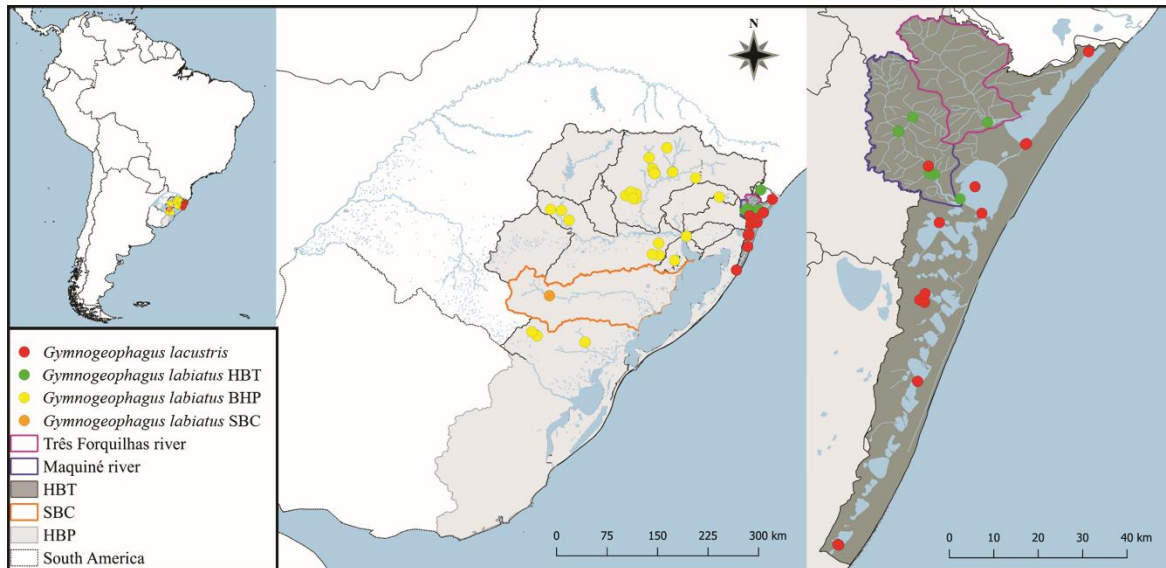 N
Gymnogeophagus lacustris
Gymnogeophagus labiatus HBT
Gymnogeophagus labiatus BHP
Gymnogeophagus labiatus SBC
Três Forquilhas river
Maquiné river
HBT
SBC
HBP
South America
0 75 150 225 300 km
0 10 20 30 40 km